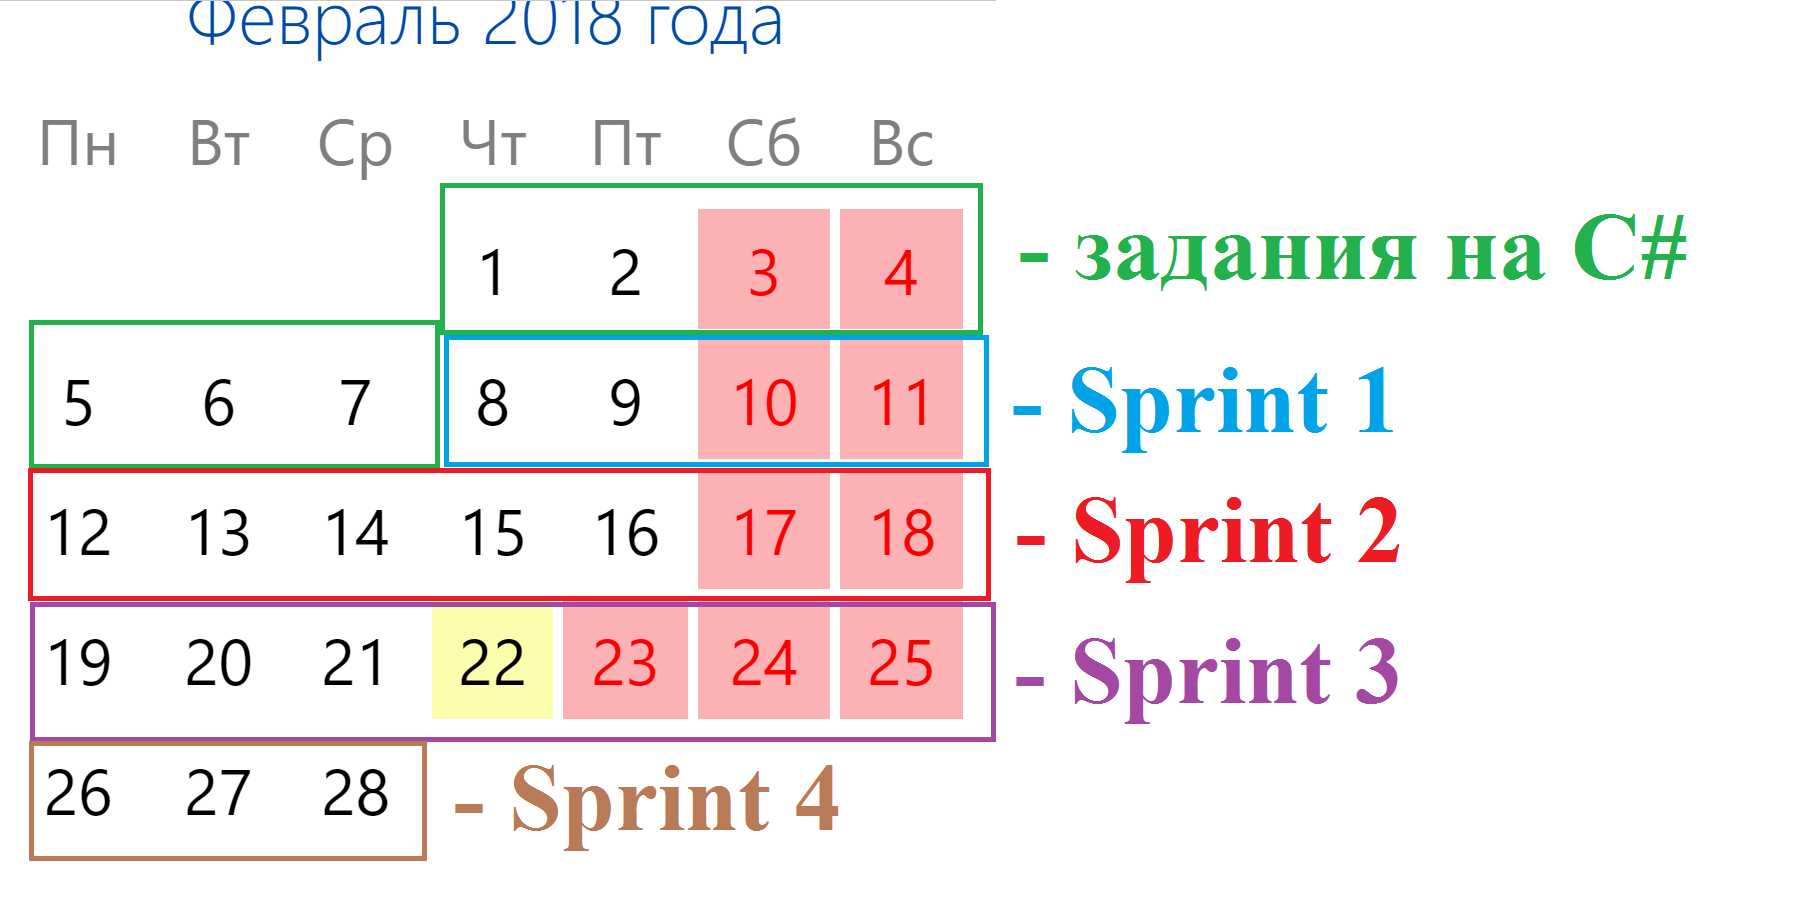 Февраль 2018 года
Пн Вт Ср Чт Пт Сб Вс
1 2 3 4 - задания на C#
5 6 7 8 9 10 11 - Sprint 1
12 13 14 15 16 17 18 - Sprint 2
19 20 21 22 23 24 25 - Sprint 3
26 27 28 - Sprint 4